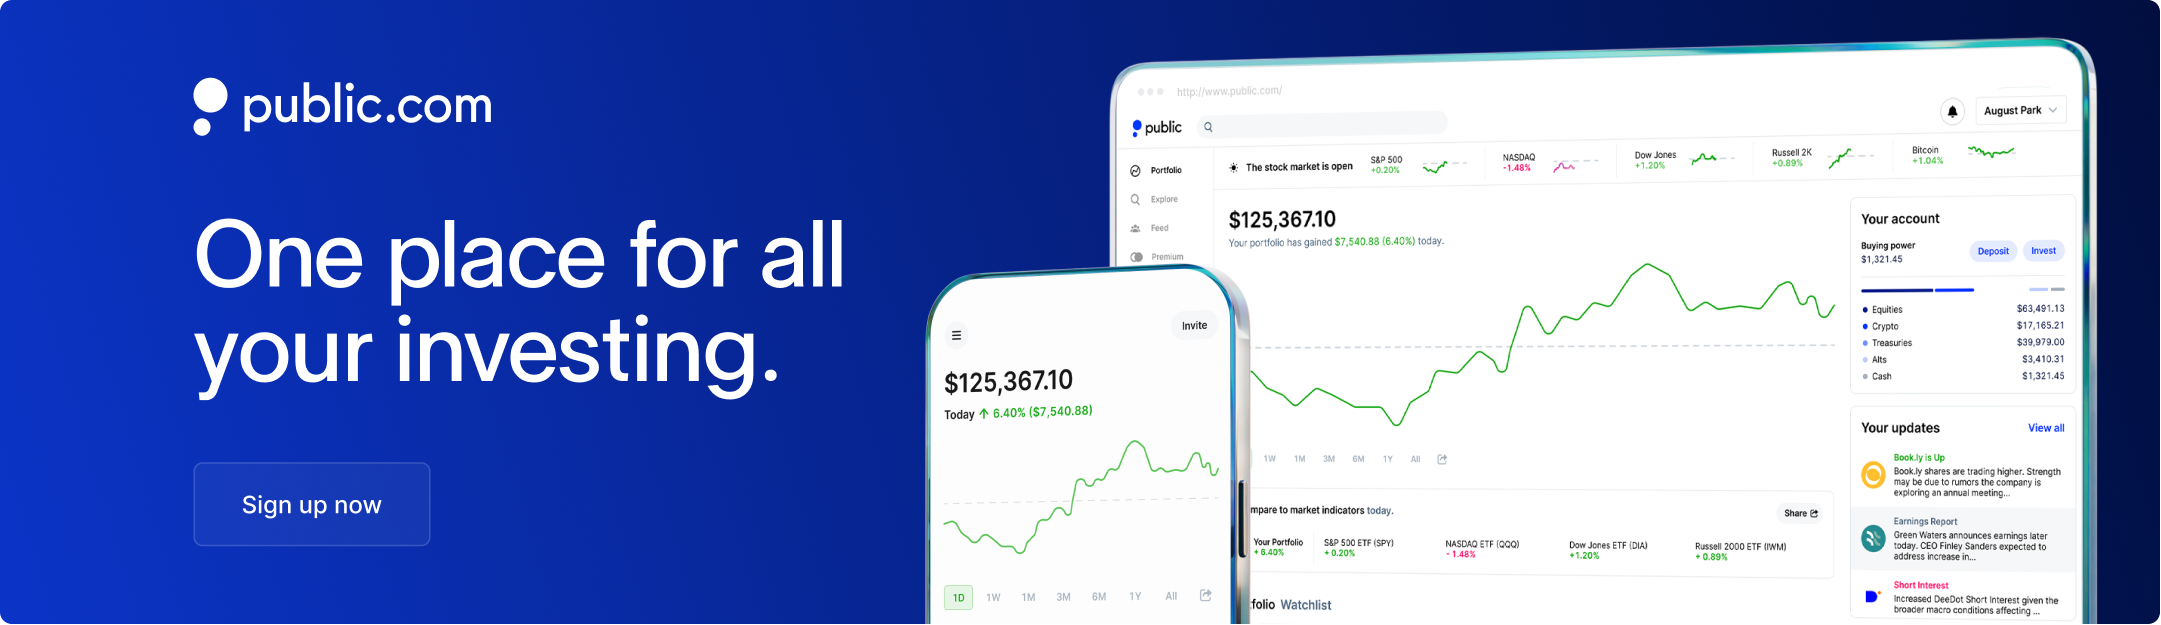 public.com
One place for all
your investing.
Sign up now
Invite
$125,367.10
Today ↑ 6.40% ($7,540.88)
1D 1W 1M 3M 6M 1Y All
http://www.public.com/
public
August Park
Portfolio
Explore
Feed
Premium
The stock market is open
S&P 500
+0.20%
NASDAQ
-1.48%
Dow Jones
+1.20%
Russell 2K
+0.89%
Bitcoin
+1.04%
$125,367.10
Your portfolio has gained $7,540.88 (6.40%) today.
1W 1M 3M 6M 1Y All
mpare to market indicators today.
Share
Your Portfolio
+ 6.40%
S&P 500 ETF (SPY)
+ 0.20%
NASDAQ ETF (QQQ)
- 1.48%
Dow Jones ETF (DIA)
+1.20%
Russell 2000 ETF (IWM)
+ 0.89%
tfolio Watchlist
Your account
Buying power
$1,321.45
Deposit
Invest
Equities $63,491.13
Crypto $17,165.21
Treasuries $39,979.00
Alts $3,410.31
Cash $1,321.45
Your updates
View all
Book.ly is Up
Book.ly shares are trading higher. Strength
may be due to rumors the company is
exploring an annual meeting...
Earnings Report
Green Waters announces earnings later
today. CEO Finley Sanders expected to
address increase in...
Short Interest
Increased DeeDot Short Interest given the
broader macro conditions affecting ...